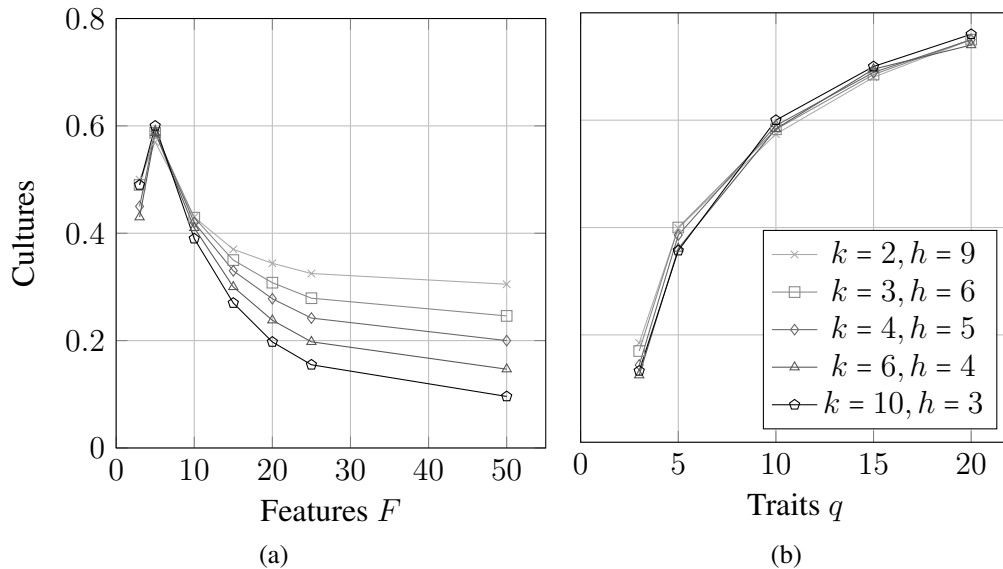 0.8
0.6
0.4
0.2
0
Cultures
0 10 20 30 40 50
Features F
(a)
k = 2, h = 9
k = 3, h = 6
k = 4, h = 5
k = 6, h = 4
k = 10, h = 3
0 5 10 15 20
Traits q
(b)